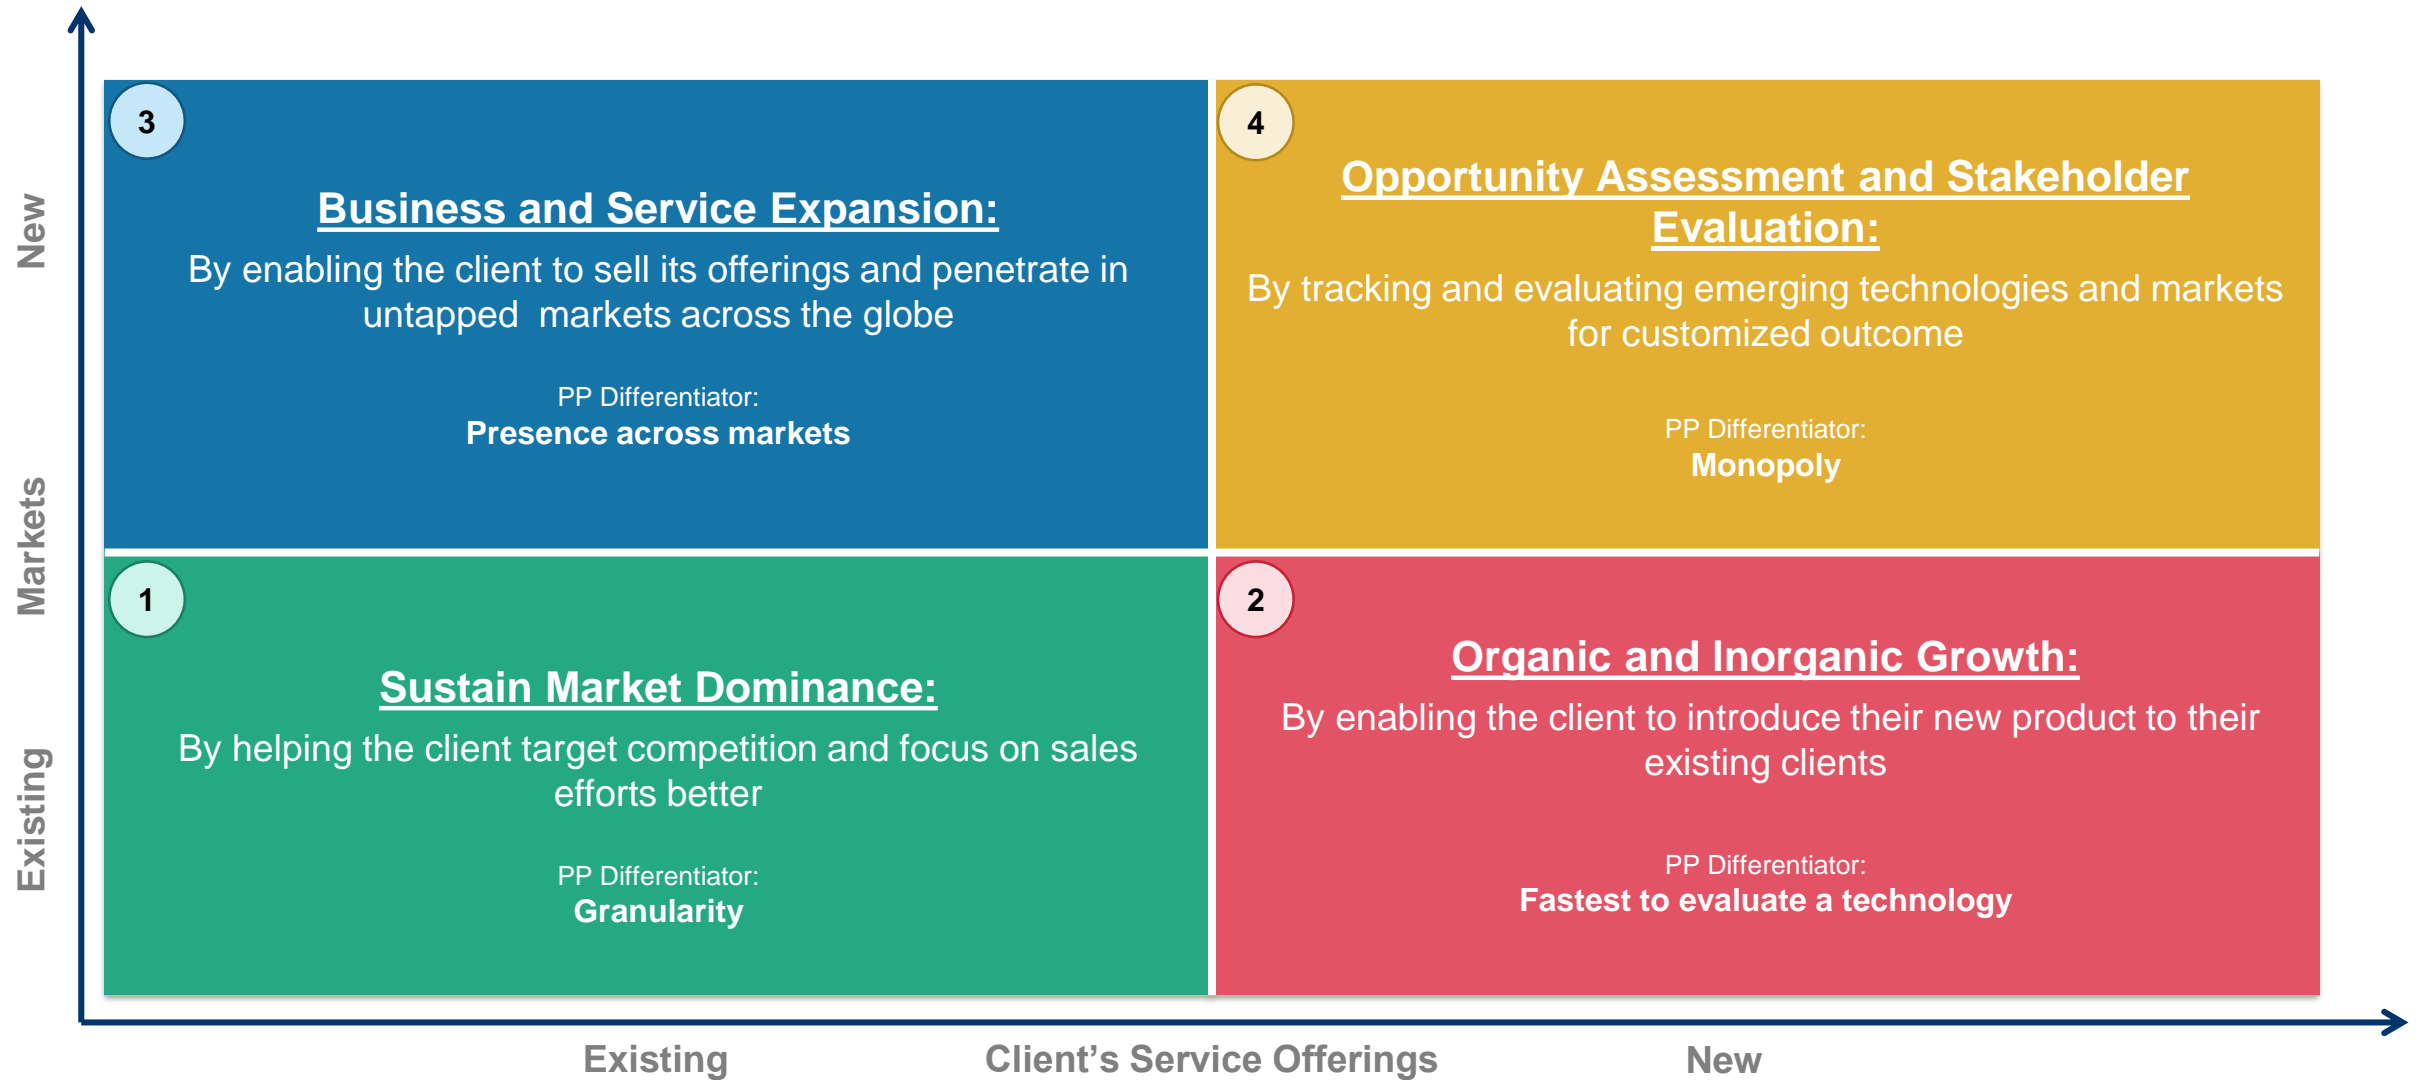 New
Markets
Existing
3
Business and Service Expansion:
By enabling the client to sell its offerings and penetrate in
untapped  markets across the globe
PP Differentiator:
Presence across markets
4
Opportunity Assessment and Stakeholder
Evaluation:
By tracking and evaluating emerging technologies and markets
for customized outcome
PP Differentiator:
Monopoly
1
Sustain Market Dominance:
By helping the client target competition and focus on sales
efforts better
PP Differentiator:
Granularity
2
Organic and Inorganic Growth:
By enabling the client to introduce their new product to their
existing clients
PP Differentiator:
Fastest to evaluate a technology
Existing
Client’s Service Offerings
New